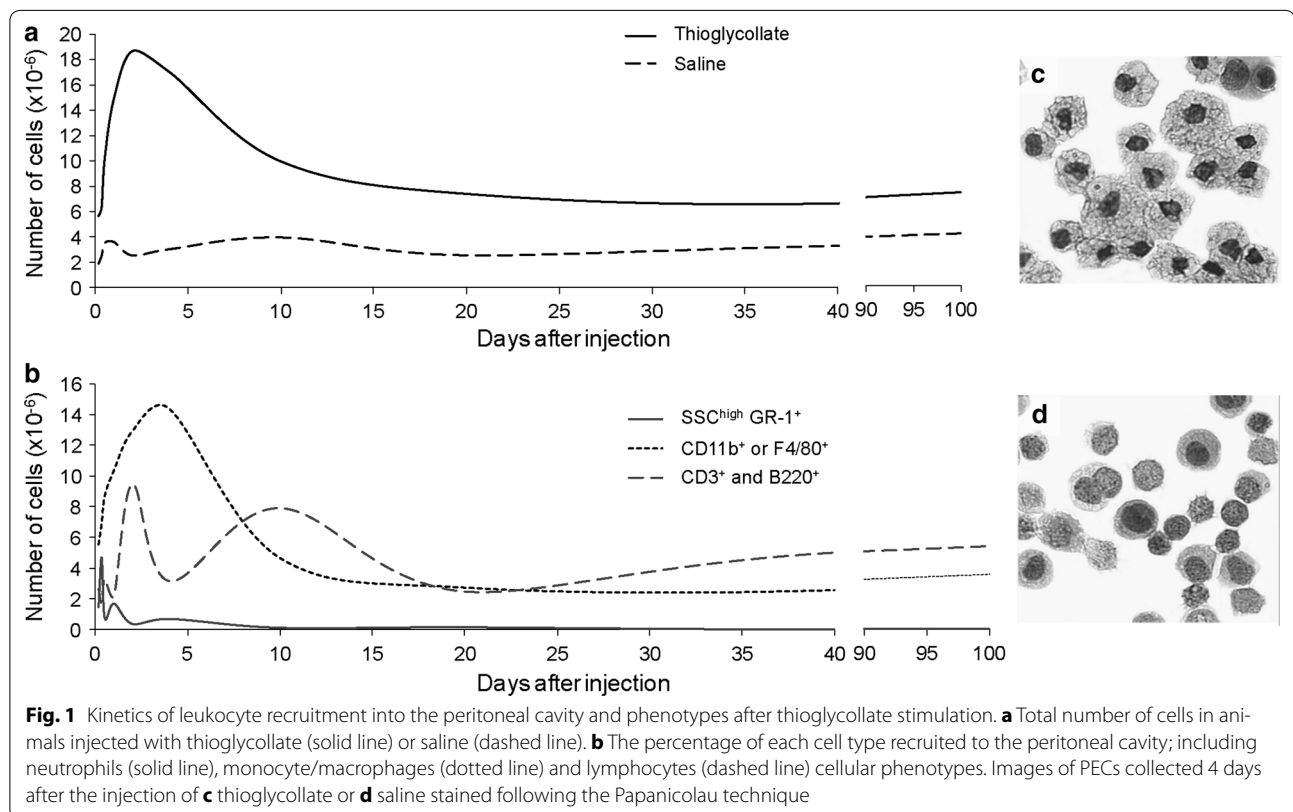 a
20
18
16
14
12
10
8
6
4
2
0
Number of cells (x10⁻⁶)
Thioglycollate
Saline
0 5 10 15 20 25 30 35 40 90 95 100
Days after injection
c
b
16
14
12
10
8
6
4
2
0
Number of cells (x10⁻⁶)
SSCʰⁱᵍʰ GR-1⁺
CD11b⁺ or F4/80⁺
CD3⁺ and B220⁺
0 5 10 15 20 25 30 35 40 90 95 100
Days after injection
d
Fig. 1 Kinetics of leukocyte recruitment into the peritoneal cavity and phenotypes after thioglycollate stimulation. a Total number of cells in ani-
mals injected with thioglycollate (solid line) or saline (dashed line). b The percentage of each cell type recruited to the peritoneal cavity; including
neutrophils (solid line), monocyte/macrophages (dotted line) and lymphocytes (dashed line) cellular phenotypes. Images of PECs collected 4 days
after the injection of c thioglycollate or d saline stained following the Papanicolau technique